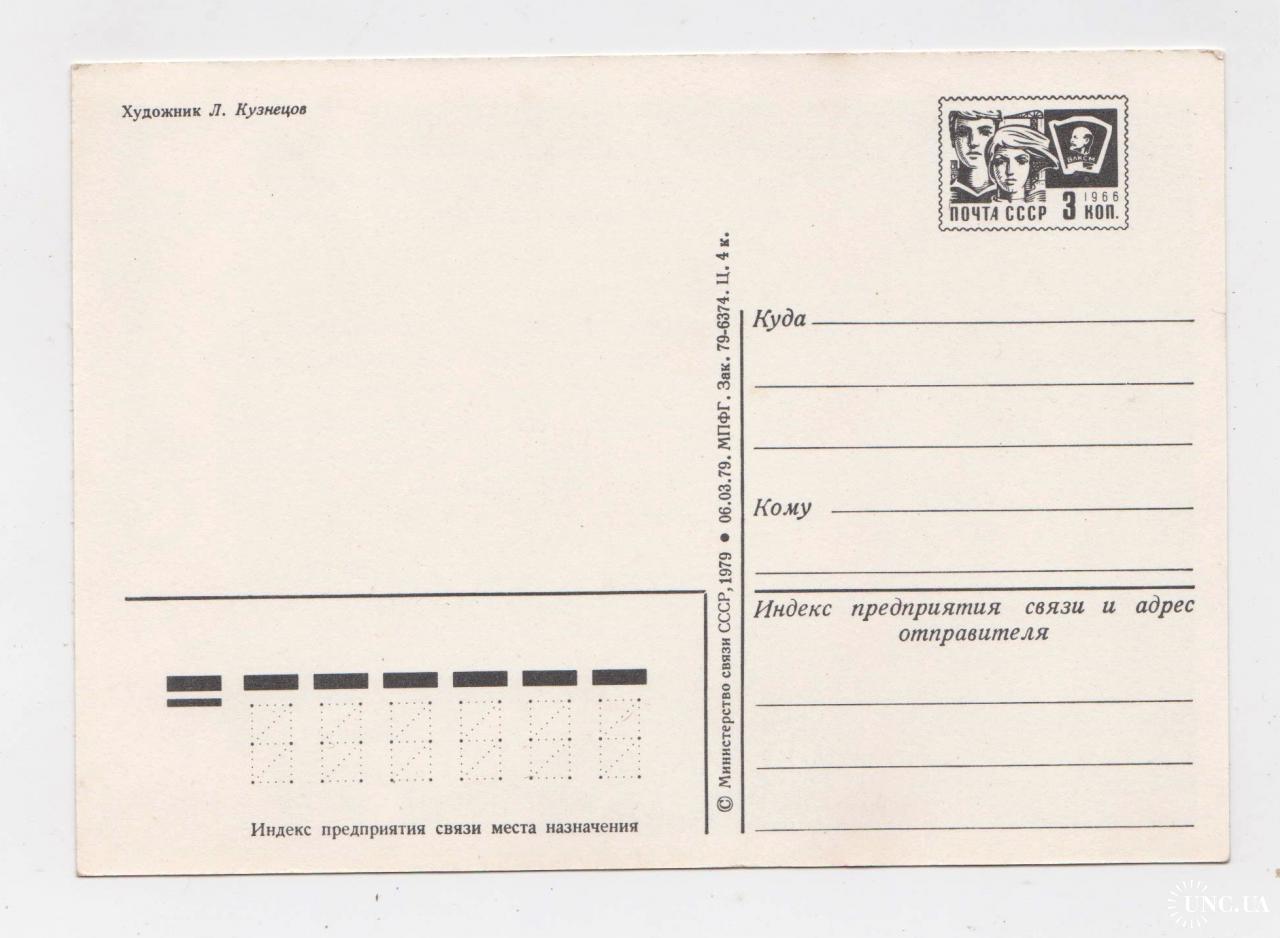 Художник Л. Кузнецов
ВЛКСМ
1966
ПОЧТА СССР 3 КОП.
© Министерство связи СССР, 1979 • 06.03.79. МПФГ. Зак. 79-6374. Ц. 4 к.
Куда
Кому
Индекс предприятия связи и адрес
отправителя
Индекс предприятия связи места назначения
UNC.UA